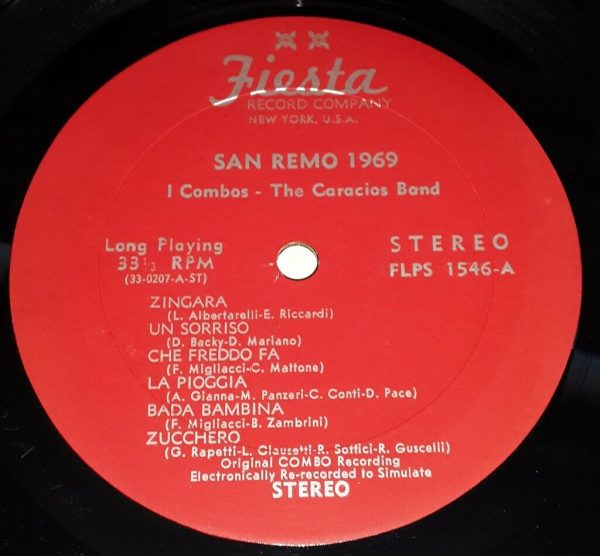 Fiesta
RECORD COMPANY
NEW YORK, U.S.A.
SAN REMO 1969
I Combos - The Caracios Band
Long Playing
33 1/3 RPM
(33-0207-A-ST)
STEREO
FLPS 1546-A
ZINGARA
(L. Albertarelli-E. Riccardi)
UN SORRISO
(D. Backy-D. Mariano)
CHE FREDDO FA
(F. Migliacci-C. Mattone)
LA PIOGGIA
(A. Gianna-M. Panzeri-C. Conti-D. Pace)
BADA BAMBINA
(F. Migliacci-B. Zambrini)
ZUCCHERO
(G. Rapetti-L. Clauzetti-R. Soffici-R. Guscelli)
Original COMBO Recording
Electronically Re-recorded to Simulate
STEREO